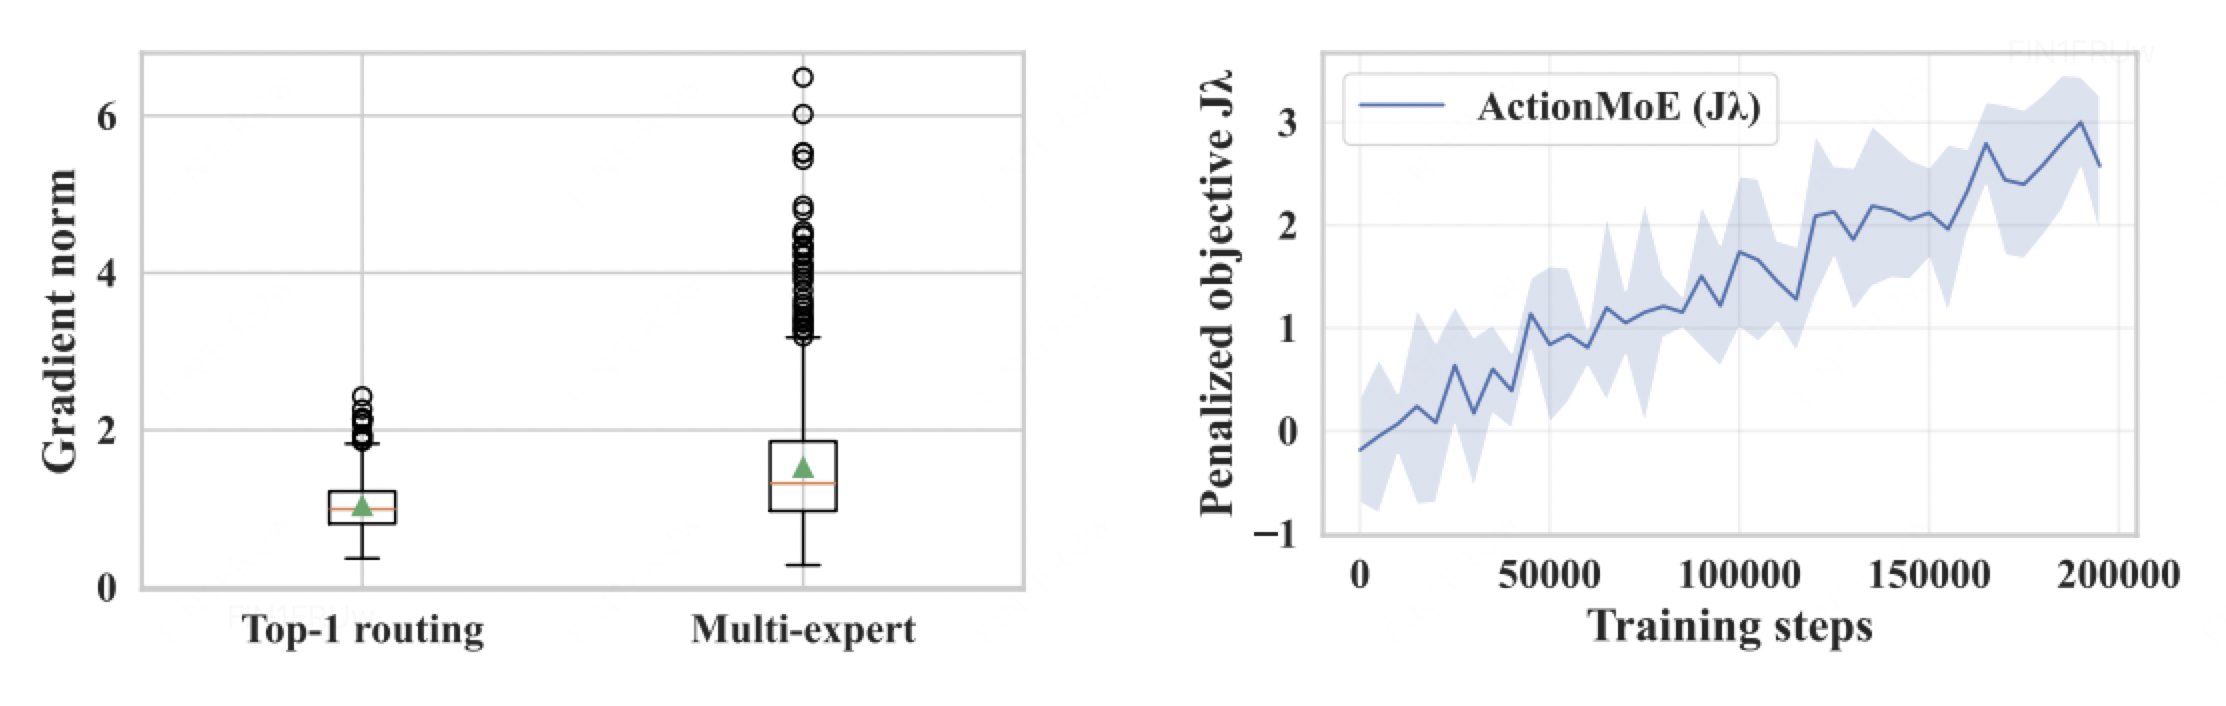 Gradient norm
6
4
2
0
Top-1 routing
Multi-expert
Penalized objective Jλ
ActionMoE (Jλ)
3
2
1
0
−1
0
50000
100000
150000
200000
Training steps